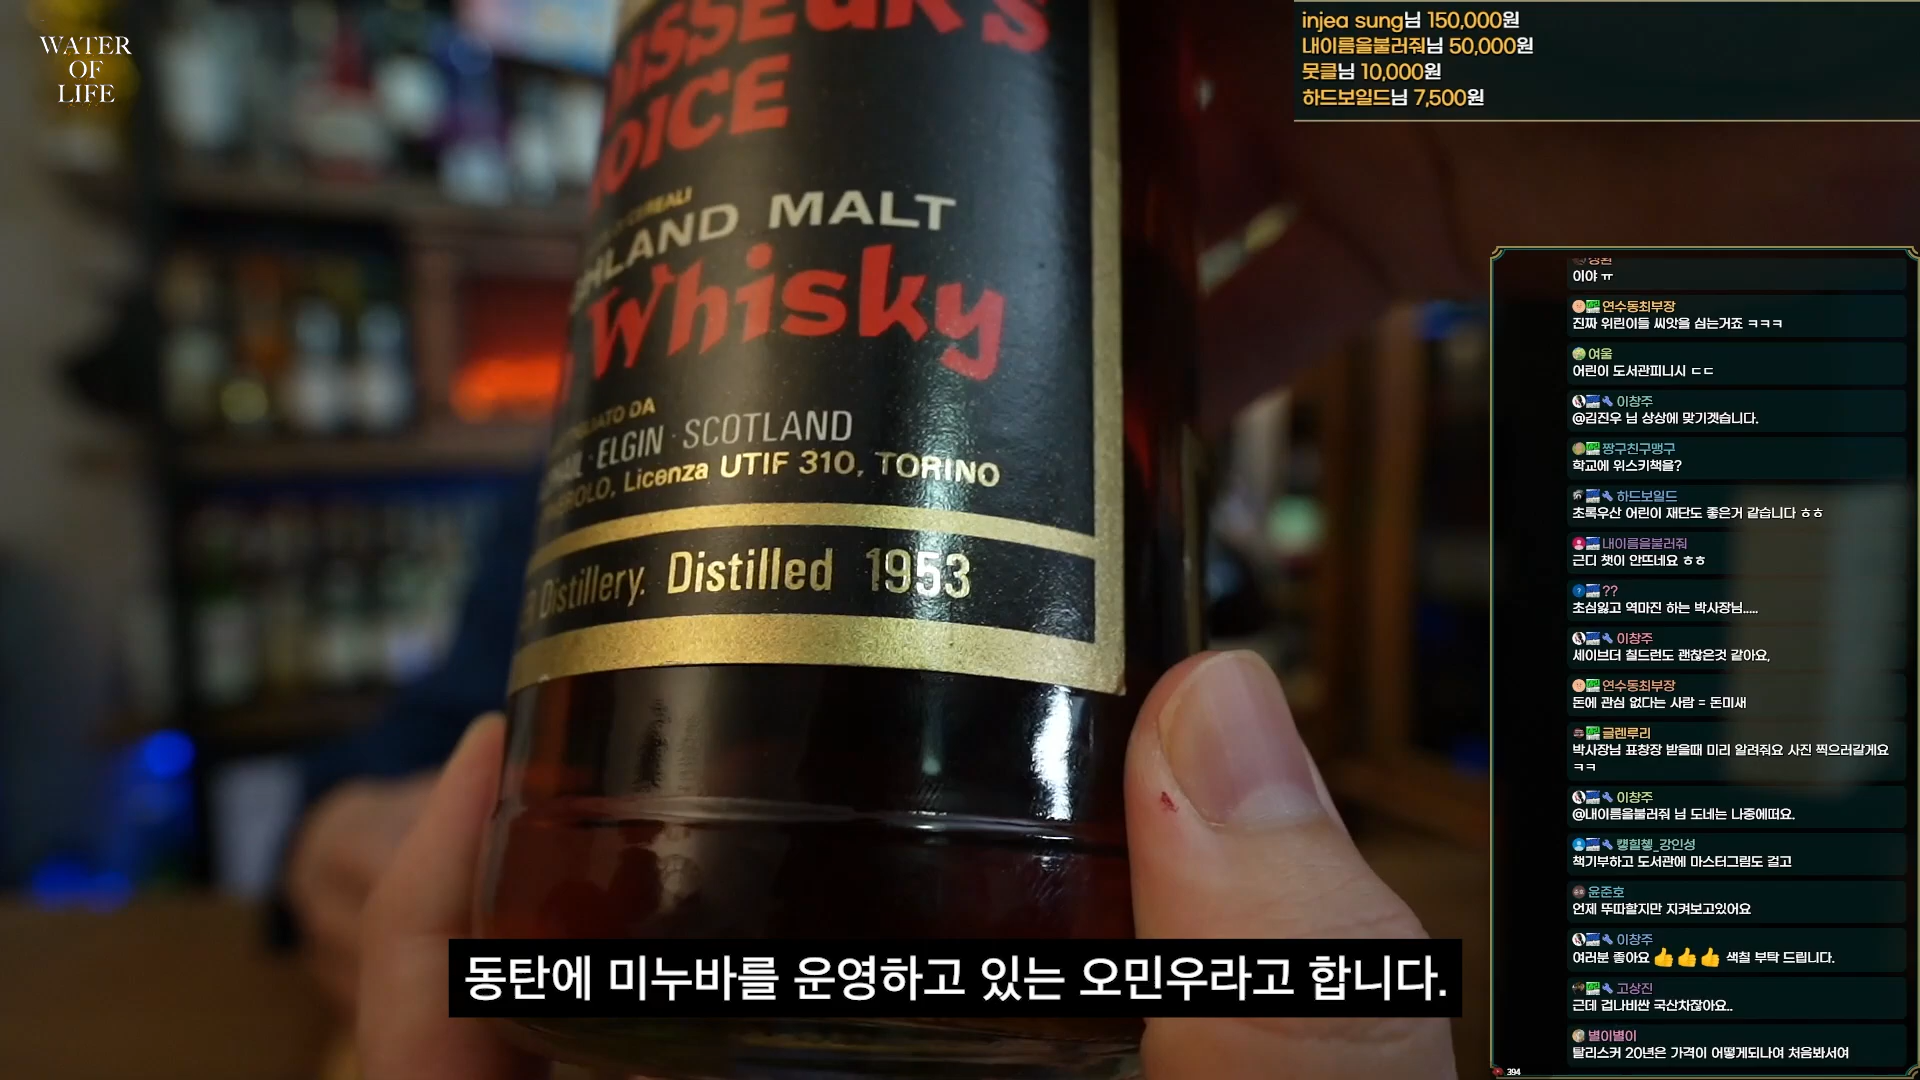 WATER
OF
LIFE
injea sung님 150,000원
내이름을불러줘님 50,000원
뭇클님 10,000원
하드보일드님 7,500원
OICE
CEREALI
HLAND MALT
Whisky
DA
ELGIN · SCOTLAND
Licenza UTIF 310, TORINO
Distillery. Distilled 1953
이야 ㅠ
연수동최부장
진짜 위린이들 씨앗을 심는거죠 ㅋㅋㅋ
여울
어린이 도서관피니시 ㄷㄷ
이창주
@김진우 님 상상에 맞기겟습니다.
짱구친구맹구
학교에 위스키책을?
하드보일드
초록우산 어린이 재단도 좋은거 같습니다 ㅎㅎ
내이름을불러줘
근디 챗이 안뜨네요 ㅎㅎ
??
초심잃고 역마진 하는 박사장님.....
이창주
세이브더 칠드런도 괜찮은것 같아요,
연수동최부장
돈에 관심 없다는 사람 = 돈미새
글렌루리
박사장님 표창장 받을때 미리 알려줘요 사진 찍으러갈게요
ㅋㅋ
이창주
@내이름을불러줘 님 도네는 나중에떠요.
강인성
책기부하고 도서관에 마스터그림도 걸고
윤준호
언제 뚜따할지만 지켜보고있어요
이창주
여러분 좋아요 👍👍👍 색칠 부탁 드립니다.
고상진
근데 겁나비싼 국산차잖아요..
별이별이
탈리스커 20년은 가격이 어떻게되나여 처음봐서여
394
동탄에 미누바를 운영하고 있는 오민우라고 합니다.